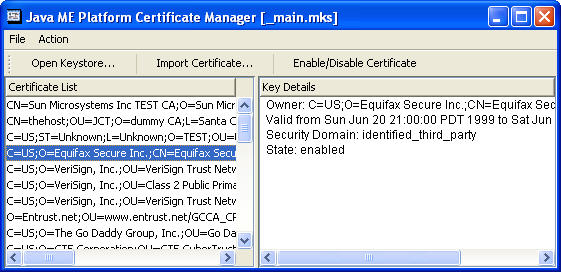 Java ME Platform Certificate Manager [_main.mks]
File Action
Open Keystore... Import Certificate... Enable/Disable Certificate
Certificate List
CN=Sun Microsystems Inc TEST CA;O=Sun Micr
CN=thehost;OU=JCT;O=dummy CA;L=Santa C
C=US;ST=Unknown;L=Unknown;O=TEST;OU=
C=US;O=Equifax Secure Inc.;CN=Equifax Secu
C=US;O=VeriSign, Inc.;OU=VeriSign Trust Netw
C=US;O=VeriSign, Inc.;OU=Class 2 Public Prima
C=US;O=VeriSign, Inc.;OU=VeriSign Trust Netw
O=Entrust.net;OU=www.entrust.net/GCCA_CP
C=US;O=The Go Daddy Group, Inc.;OU=Go Da
C=US;O=GTE Corporation;OU=GTE CyberTrust
Key Details
Owner: C=US;O=Equifax Secure Inc.;CN=Equifax Sec
Valid from Sun Jun 20 21:00:00 PDT 1999 to Sat Jun
Security Domain: identified_third_party
State: enabled